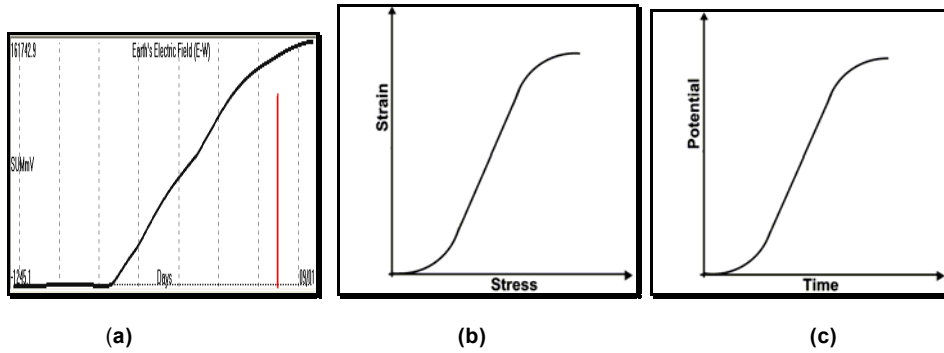 161742.9
Earth's Electric Field (E-W)
SUMmV
-1245.1
Days
09/01
Strain
Stress
Potential
Time
(a)
(b)
(c)